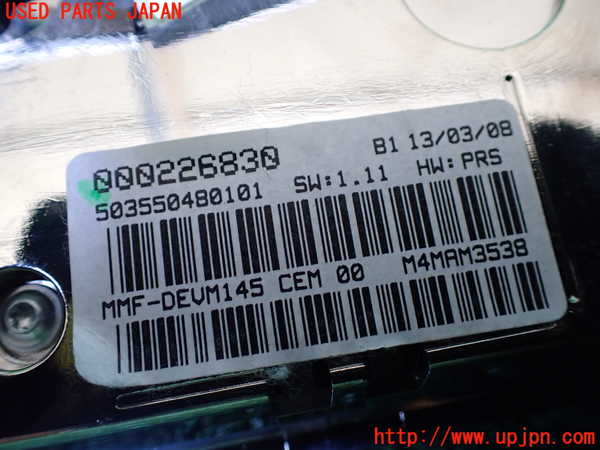 USED PARTS JAPAN
000226830 B1 13/03/08
503550480101 SW:1.11 HW:PRS
MMF-DEVM145 CEM 00 M4MAM3538
http://www.upjpn.com/